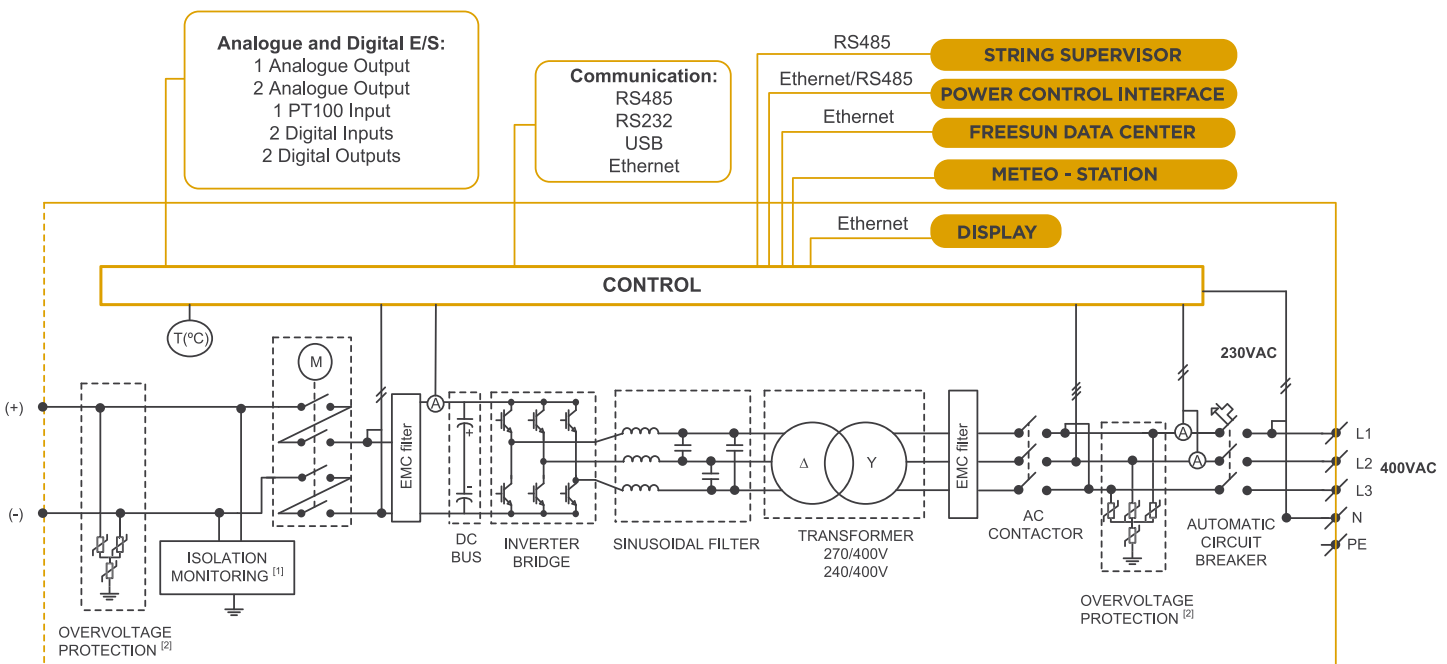 Analogue and Digital E/S:
1 Analogue Output
2 Analogue Output
1 PT100 Input
2 Digital Inputs
2 Digital Outputs
Communication:
RS485
RS232
USB
Ethernet
RS485
STRING SUPERVISOR
Ethernet/RS485
POWER CONTROL INTERFACE
Ethernet
FREESUN DATA CENTER
METEO - STATION
Ethernet
DISPLAY
CONTROL
T(ºC)
M
230VAC
(+)
(-)
A
EMC filter
+
-
Δ
Y
EMC filter
A
A
L1
L2
400VAC
L3
N
PE
ISOLATION
MONITORING [1]
OVERVOLTAGE
PROTECTION [2]
DC
BUS
INVERTER
BRIDGE
SINUSOIDAL FILTER
TRANSFORMER
270/400V
240/400V
AC
CONTACTOR
OVERVOLTAGE
PROTECTION [2]
AUTOMATIC
CIRCUIT
BREAKER